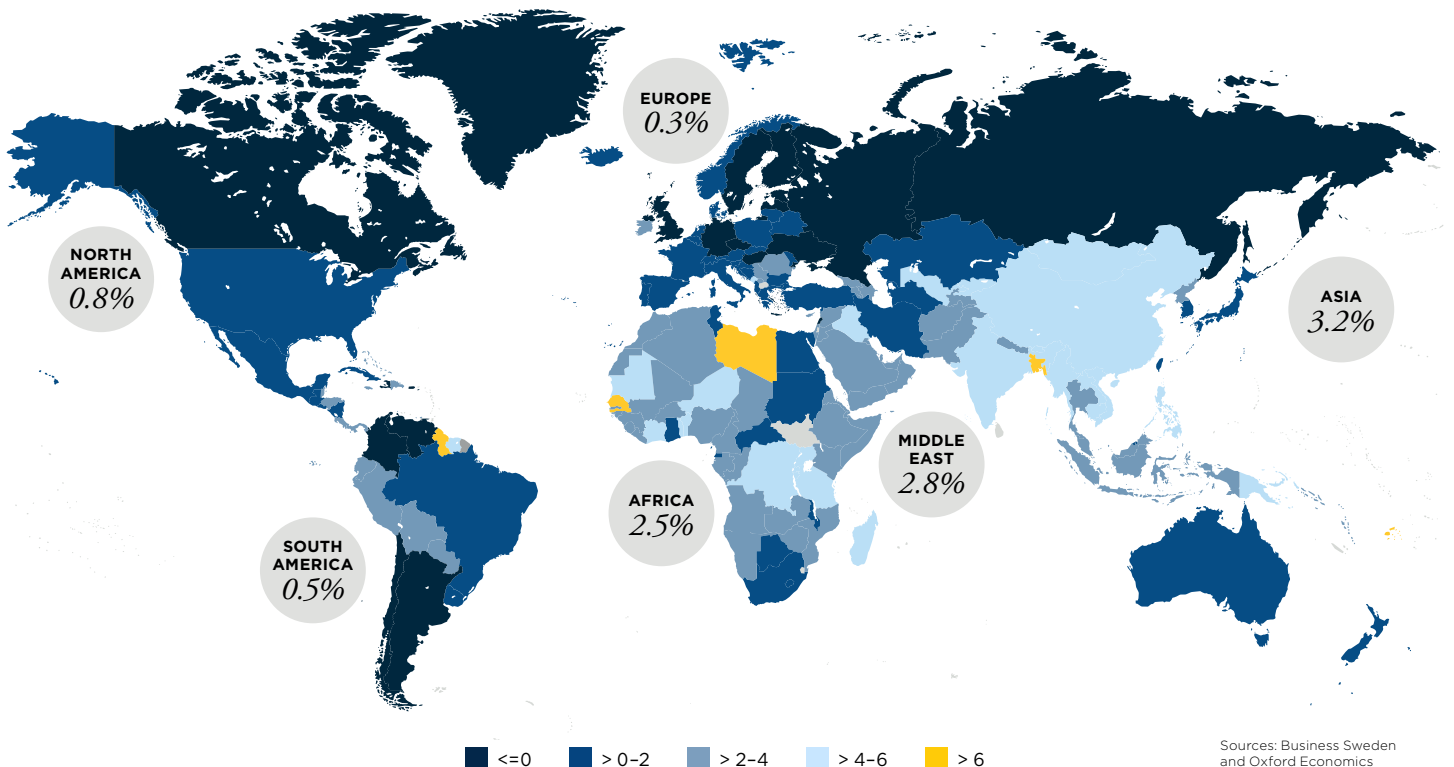 EUROPE
0.3%
NORTH
AMERICA
0.8%
ASIA
3.2%
MIDDLE
EAST
2.8%
AFRICA
2.5%
SOUTH
AMERICA
0.5%
<=0
> 0–2
> 2–4
> 4–6
> 6
Sources: Business Sweden
and Oxford Economics